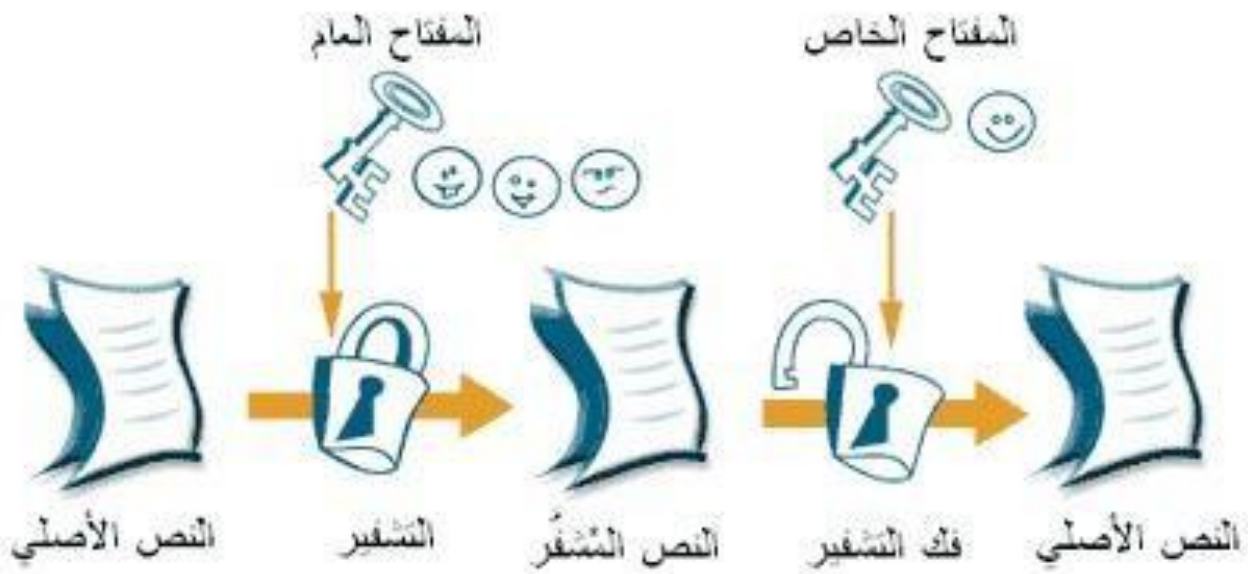 المفتاح العام
المفتاح الخاص
النص الأصلي
التشفير
النص المُشفَّر
فك التشفير
النص الأصلي